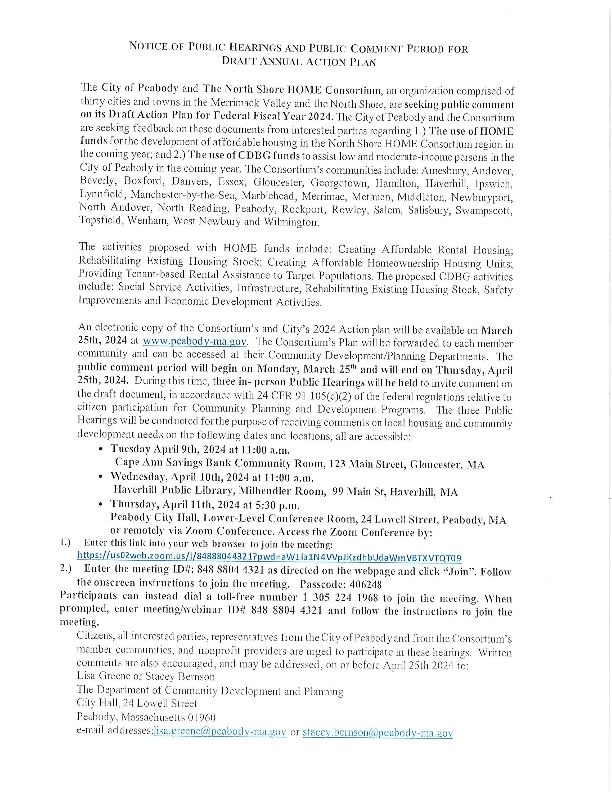 NOTICE OF PUBLIC HEARINGS AND PUBLIC COMMENT PERIOD FOR
DRAFT ANNUAL ACTION PLAN
The City of Peabody and The North Shore HOME Consortium, an organization comprised of
thirty cities and towns in the Merrimack Valley and the North Shore, are seeking public comment
on its Draft Action Plan for Federal Fiscal Year 2024. The City of Peabody and the Consortium
are seeking feedback on these documents from interested parties regarding 1.) The use of HOME
funds for the development of affordable housing in the North Shore HOME Consortium region in
the coming year; and 2.) The use of CDBG funds to assist low and moderate-income persons in the
City of Peabody in the coming year. The Consortium's communities include: Amesbury, Andover,
Beverly, Boxford, Danvers, Essex, Gloucester, Georgetown, Hamilton, Haverhill, Ipswich,
Lynnfield, Manchester-by-the-Sea, Marblehead, Merrimac, Methuen, Middleton, Newburyport,
North Andover, North Reading, Peabody, Rockport, Rowley, Salem, Salisbury, Swampscott,
Topsfield, Wenham, West Newbury and Wilmington.
The activities proposed with HOME funds include: Creating Affordable Rental Housing;
Rehabilitating Existing Housing Stock; Creating Affordable Homeownership Housing Units;
Providing Tenant-based Rental Assistance to Target Populations. The proposed CDBG activities
include: Social Service Activities, Infrastructure, Rehabilitating Existing Housing Stock, Safety
Improvements and Economic Development Activities.
An electronic copy of the Consortium's and City's 2024 Action plan will be available on March
25th, 2024 at www.peabody-ma.gov. The Consortium's Plan will be forwarded to each member
community and can be accessed at their Community Development/Planning Departments. The
public comment period will begin on Monday, March 25th and will end on Thursday, April
25th, 2024. During this time, three in- person Public Hearings will be held to invite comment on
the draft document, in accordance with 24 CFR 91.105(c)(2) of the federal regulations relative to
citizen participation for Community Planning and Development Programs. The three Public
Hearings will be conducted for the purpose of receiving comments on local housing and community
development needs on the following dates and locations, all are accessible:
• Tuesday April 9th, 2024 at 11:00 a.m.
Cape Ann Savings Bank Community Room, 123 Main Street, Gloucester, MA
• Wednesday, April 10th, 2024 at 11:00 a.m.
Haverhill Public Library, Milhendler Room, 99 Main St, Haverhill, MA
• Thursday, April 11th, 2024 at 5:30 p.m.
Peabody City Hall, Lower-Level Conference Room, 24 Lowell Street, Peabody, MA
or remotely via Zoom Conference. Access the Zoom Conference by:
1.) Enter this link into your web browser to join the meeting:
2.) Enter the meeting ID#: 848 8804 4321 as directed on the webpage and click "Join". Follow
the onscreen instructions to join the meeting. Passcode: 406248
Participants can instead dial a toll-free number 1 305 224 1968 to join the meeting. When
prompted, enter meeting/webinar ID# 848 8804 4321 and follow the instructions to join the
meeting.
Citizens, all interested parties, representatives from the City of Peabody and from the Consortium's
member communities, and nonprofit providers are urged to participate in these hearings. Written
comments are also encouraged, and may be addressed, on or before April 25th 2024 to:
Lisa Greene or Stacey Bernson
The Department of Community Development and Planning
City Hall, 24 Lowell Street
Peabody, Massachusetts 01960
e-mail addresses:lisa.greene@peabody-ma.gov or stacey.bernson@peabody-ma.gov